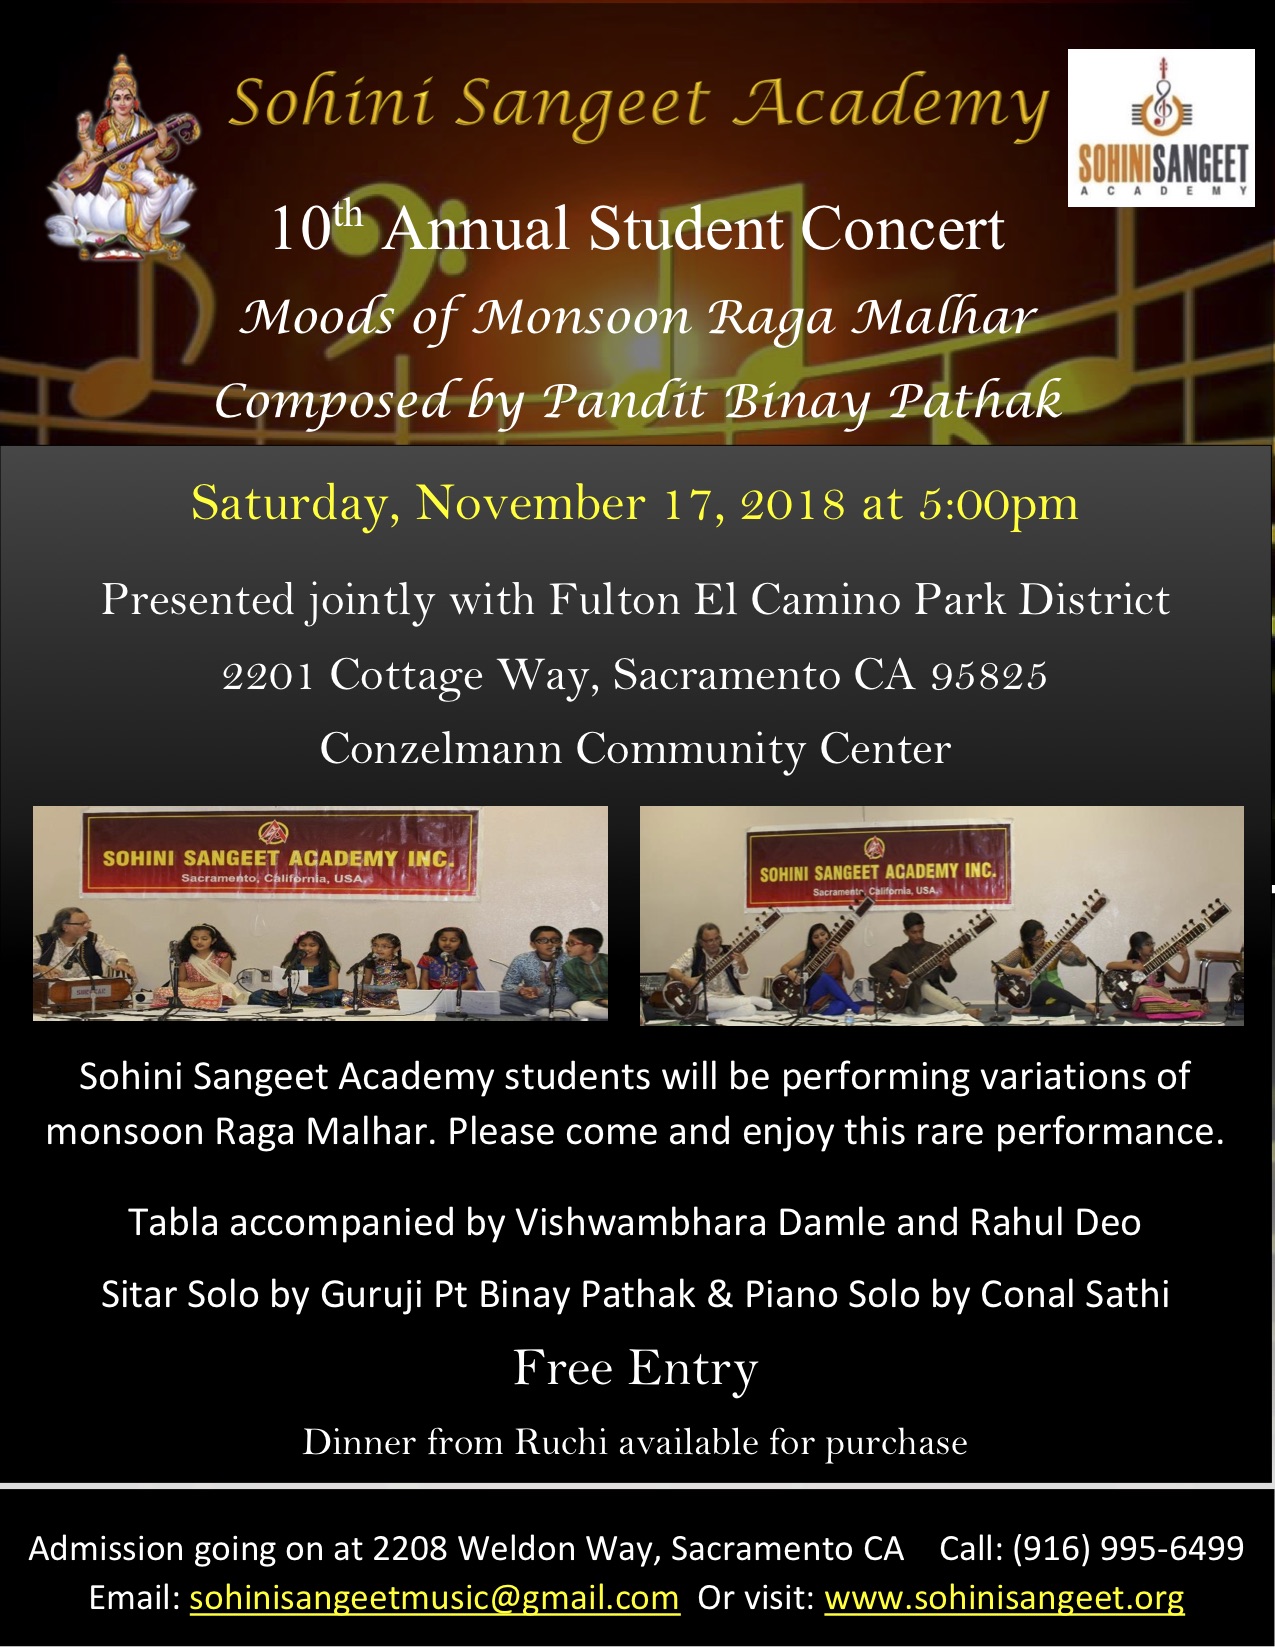 Sohini Sangeet Academy
SOHINISANGEET
ACADEMY
10th Annual Student Concert
Moods of Monsoon Raga Malhar
Composed by Pandit Binay Pathak
Saturday, November 17, 2018 at 5:00pm
Presented jointly with Fulton El Camino Park District
2201 Cottage Way, Sacramento CA 95825
Conzelmann Community Center
SOHINI SANGEET ACADEMY INC.
Sacramento, California, USA.
SOHINI SANGEET ACADEMY INC.
Sacramento, California, USA.
Sohini Sangeet Academy students will be performing variations of
monsoon Raga Malhar. Please come and enjoy this rare performance.
Tabla accompanied by Vishwambhara Damle and Rahul Deo
Sitar Solo by Guruji Pt Binay Pathak & Piano Solo by Conal Sathi
Free Entry
Dinner from Ruchi available for purchase
Admission going on at 2208 Weldon Way, Sacramento CA    Call: (916) 995-6499
Email: sohinisangeetmusic@gmail.com  Or visit: www.sohinisangeet.org